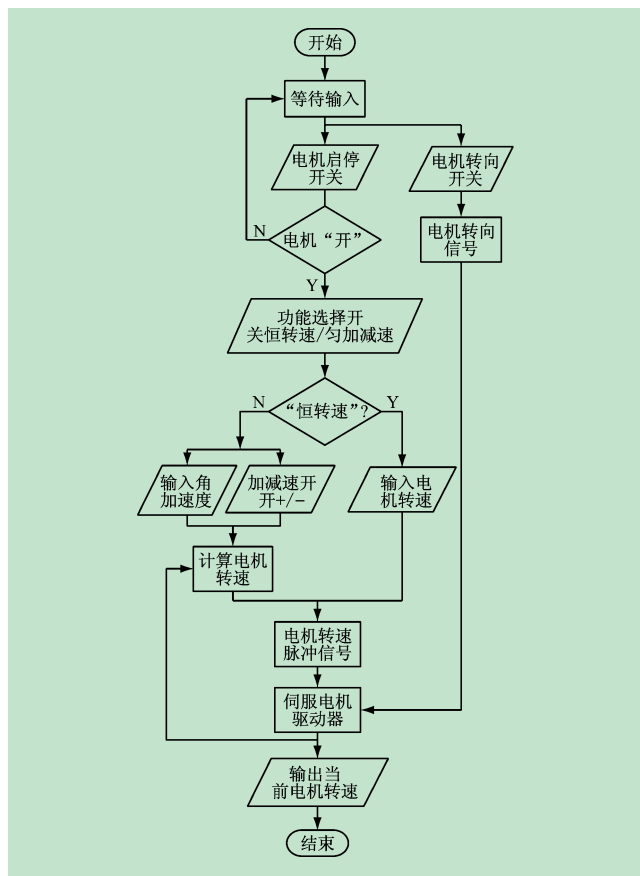 开始
等待输入
电机启停
开关
电机转向
开关
N
电机“开”
电机转向
信号
Y
功能选择开
关恒转速/匀加减速
N
“恒转速”?
Y
输入角
加速度
加减速开
开+/−
输入电
机转速
计算电机
转速
电机转速
脉冲信号
伺服电机
驱动器
输出当
前电机转速
结束